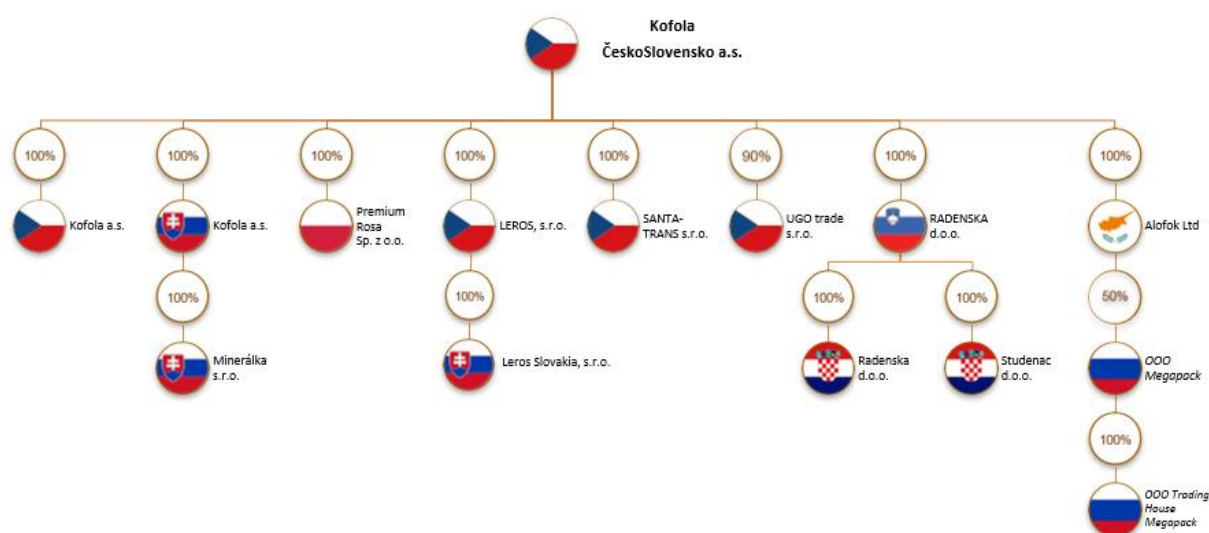 Kofola
ČeskoSlovensko a.s.
100%
100%
100%
100%
100%
90%
100%
100%
Kofola a.s.
Kofola a.s.
Premium
Rosa
Sp. z o.o.
LEROS, s.r.o.
SANTA-
TRANS s.r.o.
UGO trade
s.r.o.
RADENSKA
d.o.o.
Alofok Ltd
100%
100%
100%
100%
50%
Minerálka
s.r.o.
Leros Slovakia, s.r.o.
Radenska
d.o.o.
Studenac
d.o.o.
OOO
Megapack
100%
OOO Trading
House
Megapack